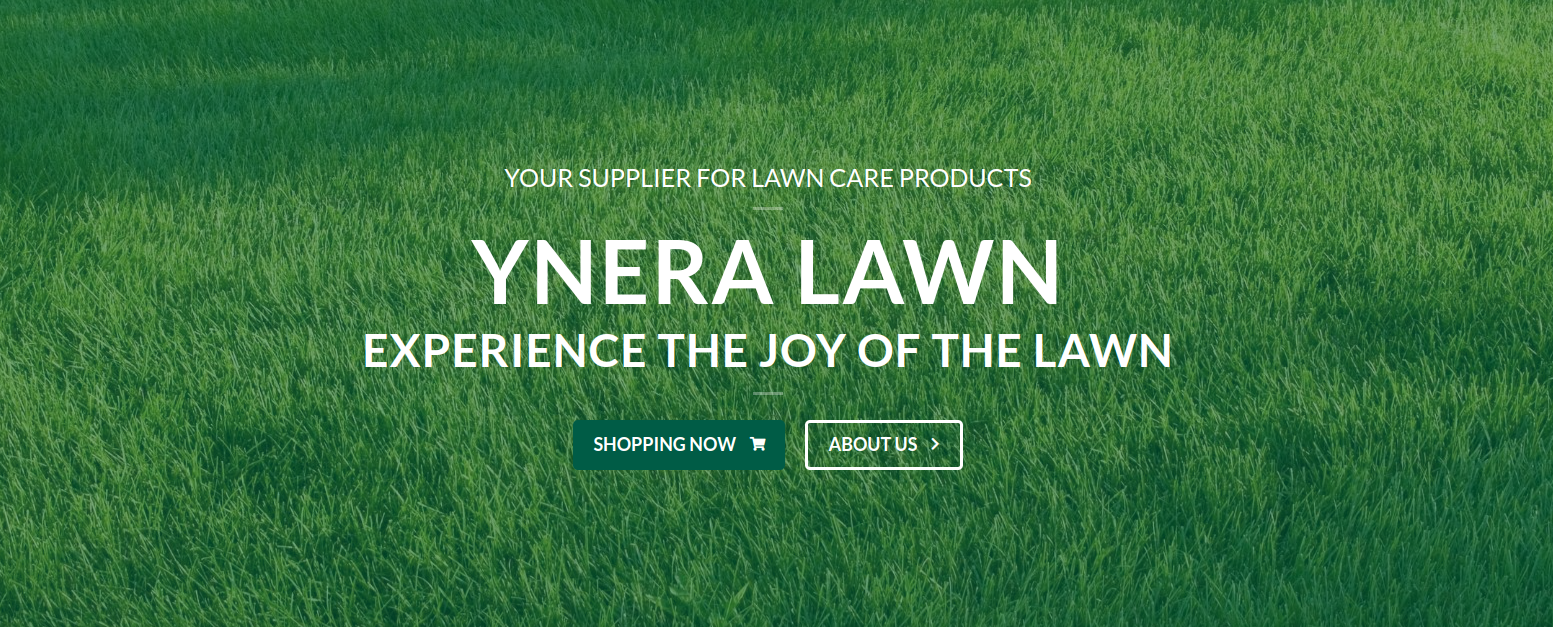 YOUR SUPPLIER FOR LAWN CARE PRODUCTS
YNERA LAWN
EXPERIENCE THE JOY OF THE LAWN
SHOPPING NOW
ABOUT US